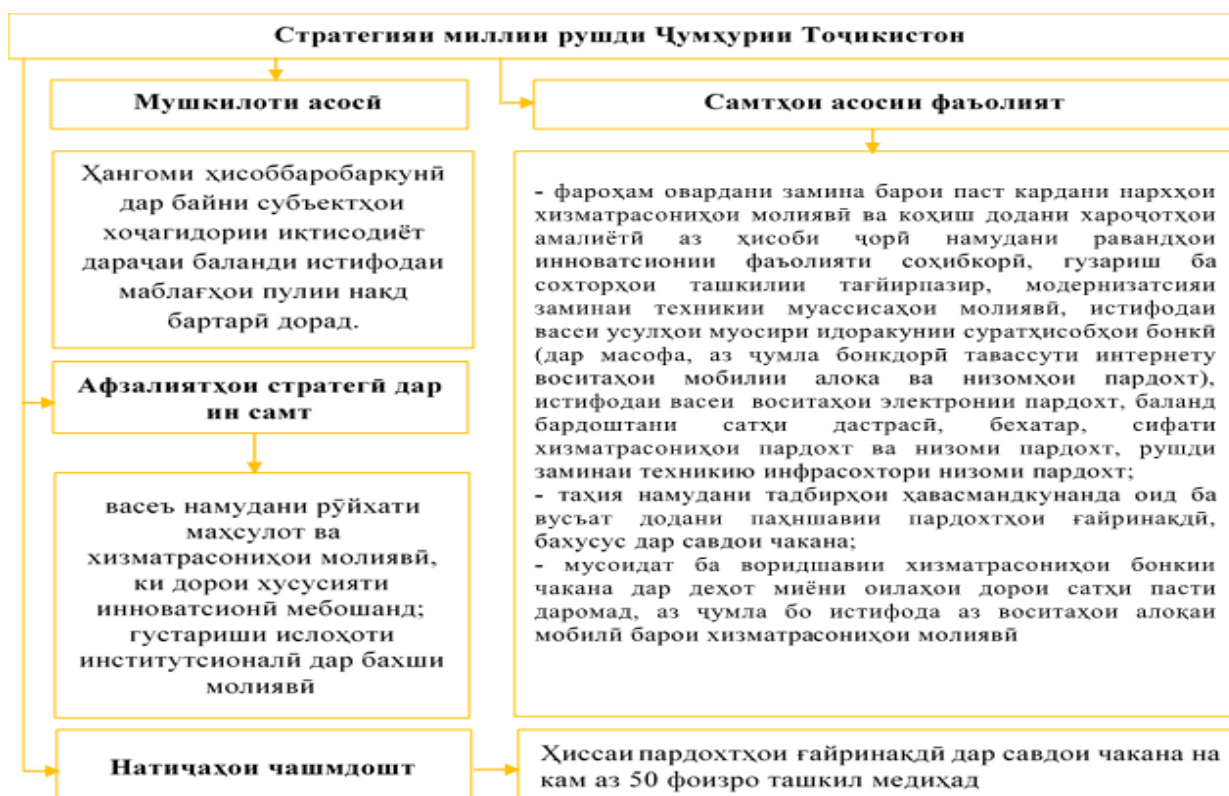 Стратегияи миллии рушди Ҷумҳурии Тоҷикистон
Мушкилоти асосӣ
Ҳангоми ҳисоббаробаркунӣ
дар байни субъектҳои
хоҷагидории иқтисодиёт
дараҷаи баланди истифодаи
маблағҳои пулии нақд
бартарӣ дорад.
Афзалиятҳои стратегӣ дар
ин самт
васеъ намудани рӯйхати
маҳсулот ва
хизматрасониҳои молиявӣ,
ки дорои хусусияти
инноватсионӣ мебошанд;
густариши ислоҳоти
институтсионалӣ дар бахши
молиявӣ
Самтҳои асосии фаъолият
- фароҳам овардани замина барои паст кардани нархҳои
хизматрасониҳои молиявӣ ва коҳиш додани хароҷотҳои
амалиётӣ аз ҳисоби ҷорӣ намудани равандҳои
инноватсионии фаъолияти соҳибкорӣ, гузариш ба
сохторҳои ташкилии тағйирпазир, модернизатсияи
заминаи техникии муассисаҳои молиявӣ, истифодаи
васеи усулҳои муосири идоракунии суратҳисобҳои бонкӣ
(дар масофа, аз ҷумла бонкдорӣ тавассути интернету
воситаҳои мобилии алоқа ва низомҳои пардохт),
истифодаи васеи воситаҳои электронии пардохт, баланд
бардоштани сатҳи дастрасӣ, бехатар, сифати
хизматрасониҳои пардохт ва низоми пардохт, рушди
заминаи техникию инфрасохтори низоми пардохт;
- таҳия намудани тадбирҳои ҳавасмандкунанда оид ба
вусъат додани паҳншавии пардохтҳои ғайринақдӣ,
бахусус дар савдои чакана;
- мусоидат ба воридшавии хизматрасониҳои бонкии
чакана дар деҳот миёни оилаҳои дорои сатҳи пасти
даромад, аз ҷумла бо истифода аз воситаҳои алоқаи
мобилӣ барои хизматрасониҳои молиявӣ
Натиҷаҳои чашмдошт
Ҳиссаи пардохтҳои ғайринақдӣ дар савдои чакана на
кам аз 50 фоизро ташкил медиҳад